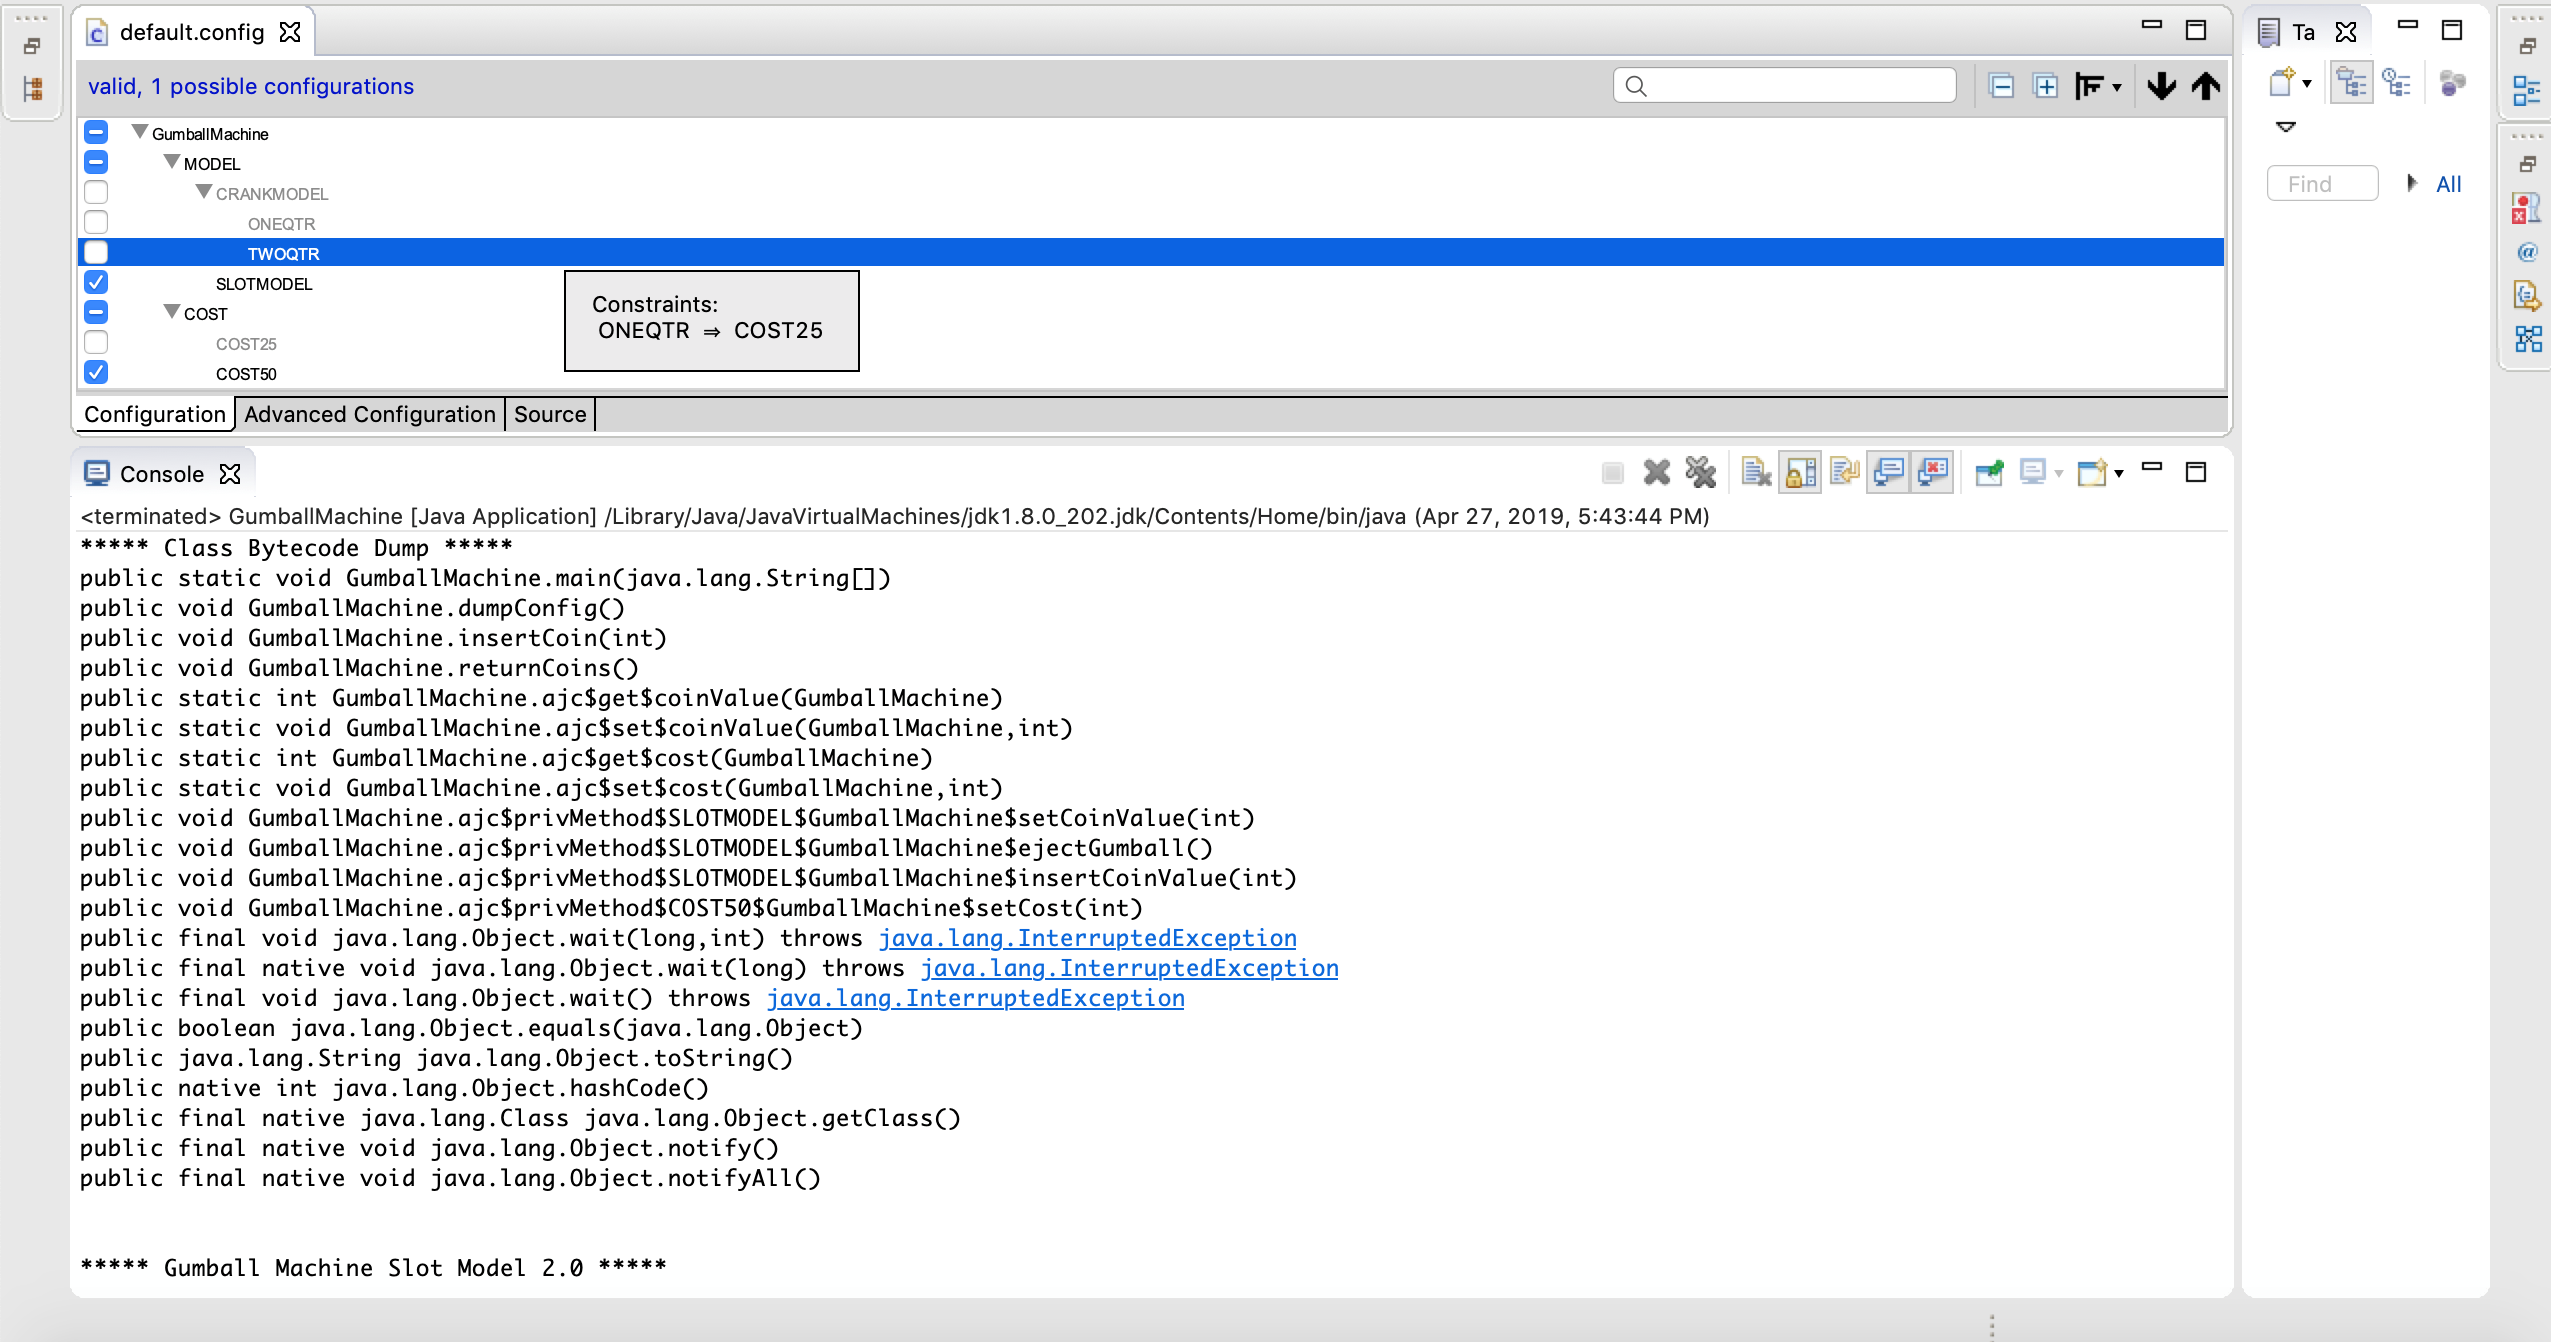 default.config
valid, 1 possible configurations
GumballMachine
MODEL
CRANKMODEL
ONEQTR
TWOQTR
SLOTMODEL
COST
COST25
COST50
Constraints:
ONEQTR ⇒ COST25
Configuration Advanced Configuration Source
Ta
Find All
Console
<terminated> GumballMachine [Java Application] /Library/Java/JavaVirtualMachines/jdk1.8.0_202.jdk/Contents/Home/bin/java (Apr 27, 2019, 5:43:44 PM)
***** Class Bytecode Dump *****
public static void GumballMachine.main(java.lang.String[])
public void GumballMachine.dumpConfig()
public void GumballMachine.insertCoin(int)
public void GumballMachine.returnCoins()
public static int GumballMachine.ajc$get$coinValue(GumballMachine)
public static void GumballMachine.ajc$set$coinValue(GumballMachine,int)
public static int GumballMachine.ajc$get$cost(GumballMachine)
public static void GumballMachine.ajc$set$cost(GumballMachine,int)
public void GumballMachine.ajc$privMethod$SLOTMODEL$GumballMachine$setCoinValue(int)
public void GumballMachine.ajc$privMethod$SLOTMODEL$GumballMachine$ejectGumball()
public void GumballMachine.ajc$privMethod$SLOTMODEL$GumballMachine$insertCoinValue(int)
public void GumballMachine.ajc$privMethod$COST50$GumballMachine$setCost(int)
public final void java.lang.Object.wait(long,int) throws java.lang.InterruptedException
public final native void java.lang.Object.wait(long) throws java.lang.InterruptedException
public final void java.lang.Object.wait() throws java.lang.InterruptedException
public boolean java.lang.Object.equals(java.lang.Object)
public java.lang.String java.lang.Object.toString()
public native int java.lang.Object.hashCode()
public final native java.lang.Class java.lang.Object.getClass()
public final native void java.lang.Object.notify()
public final native void java.lang.Object.notifyAll()
***** Gumball Machine Slot Model 2.0 *****